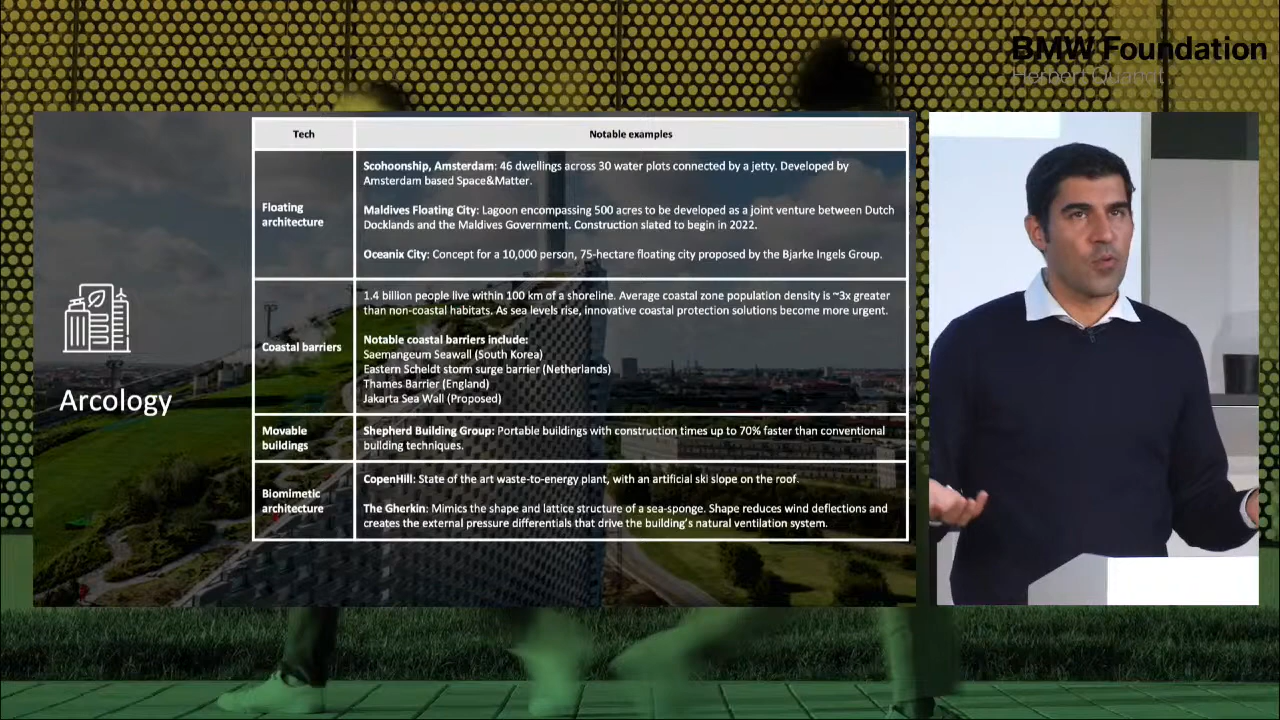 BMW Foundation
Herbert Quandt
Tech
Notable examples
Floating
architecture
Scohoonship, Amsterdam: 46 dwellings across 30 water plots connected by a jetty. Developed by
Amsterdam based Space&Matter.
Maldives Floating City: Lagoon encompassing 500 acres to be developed as a joint venture between Dutch
Docklands and the Maldives Government. Construction slated to begin in 2022.
Oceanix City: Concept for a 10,000 person, 75-hectare floating city proposed by the Bjarke Ingels Group.
Coastal barriers
1.4 billion people live within 100 km of a shoreline. Average coastal zone population density is ~3x greater
than non-coastal habitats. As sea levels rise, innovative coastal protection solutions become more urgent.
Notable coastal barriers include:
Saemangeum Seawall (South Korea)
Eastern Scheldt storm surge barrier (Netherlands)
Thames Barrier (England)
Jakarta Sea Wall (Proposed)
Arcology
Movable
buildings
Shepherd Building Group: Portable buildings with construction times up to 70% faster than conventional
building techniques.
Biomimetic
architecture
CopenHill: State of the art waste-to-energy plant, with an artificial ski slope on the roof.
The Gherkin: Mimics the shape and lattice structure of a sea-sponge. Shape reduces wind deflections and
creates the external pressure differentials that drive the building's natural ventilation system.